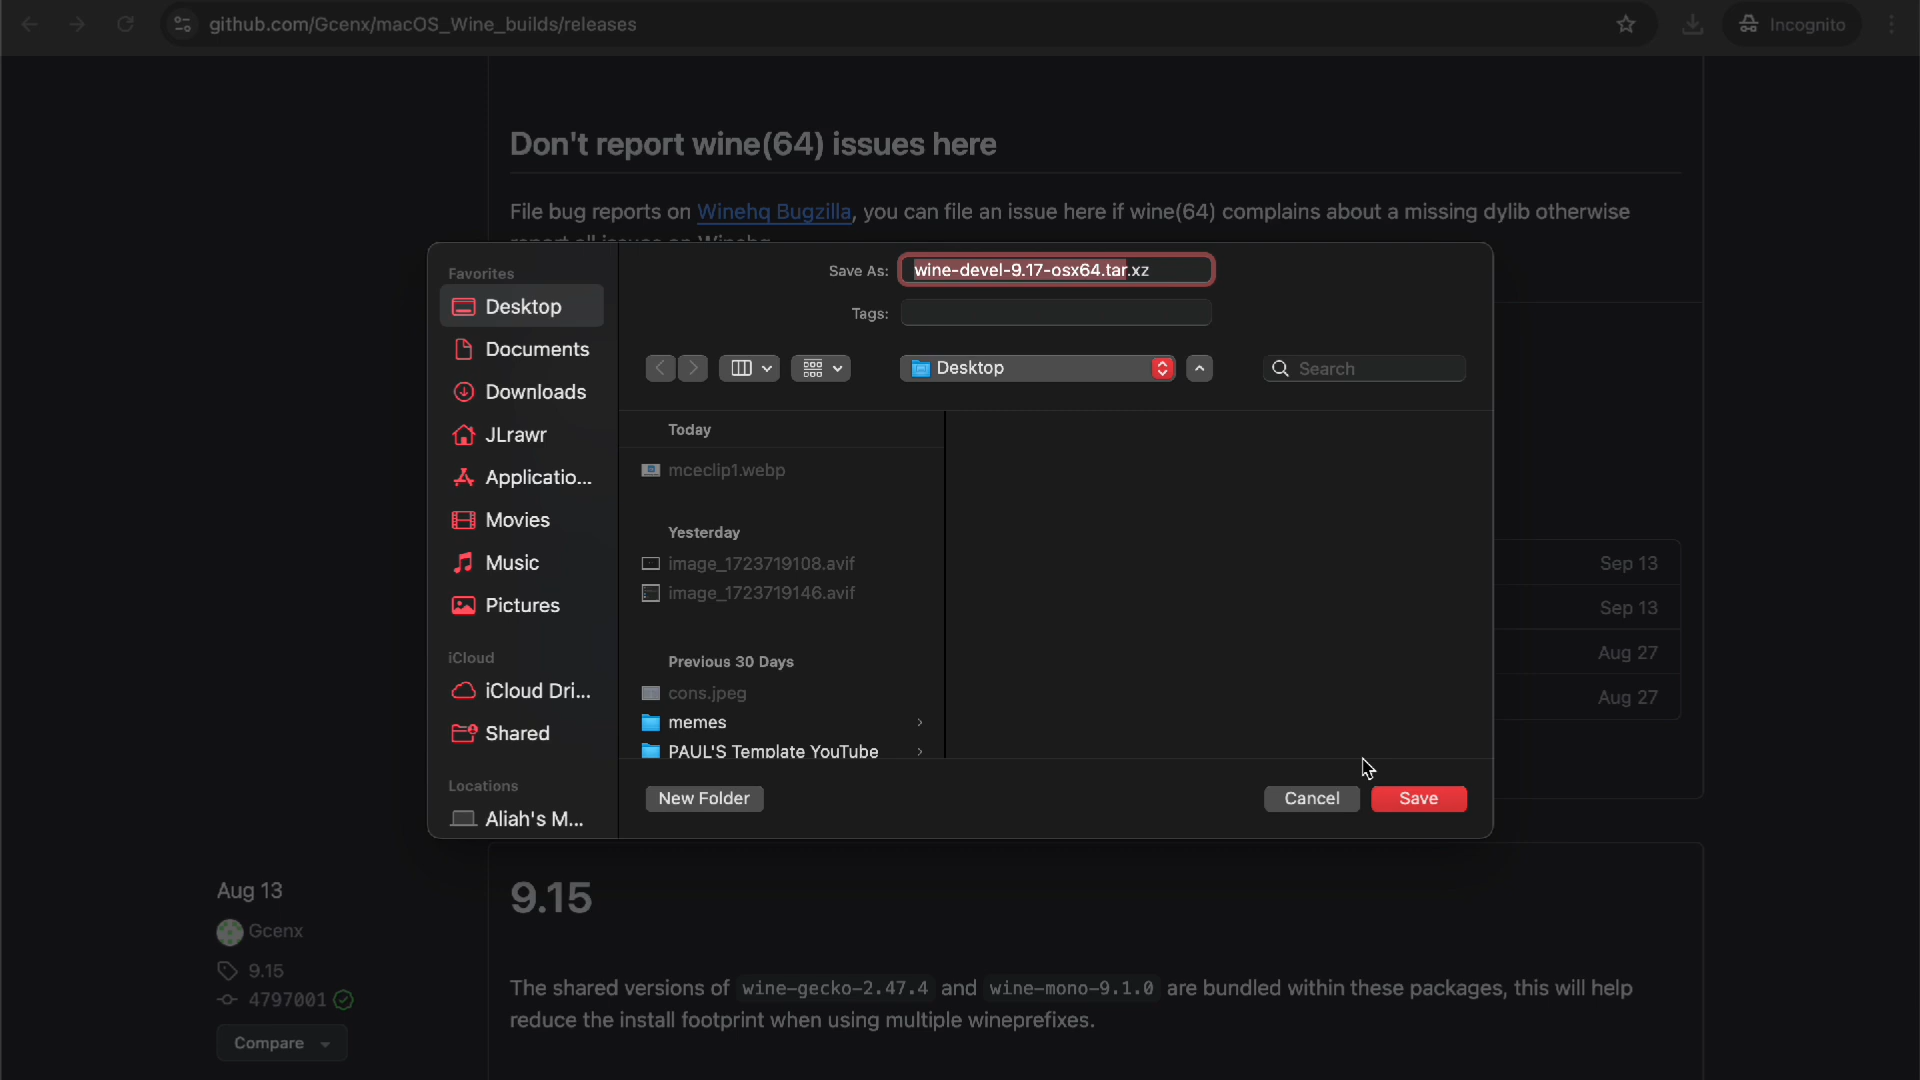 github.com/Gcenx/macOS_Wine_builds/releases
Incognito
Don't report wine(64) issues here
File bug reports on Winehq Bugzilla, you can file an issue here if wine(64) complains about a missing dylib otherwise
report all issues on Winehq
Favorites
Desktop
Documents
Downloads
JLrawr
Applicatio...
Movies
Music
Pictures
iCloud
iCloud Dri...
Shared
Locations
Aliah's M...
Save As: wine-devel-9.17-osx64.tar.xz
Tags:
Desktop
Search
Today
mceclip1.webp
Yesterday
image_1723719108.avif
image_1723719146.avif
Previous 30 Days
cons.jpeg
memes
PAUL'S Template YouTube
New Folder
Cancel
Save
Sep 13
Sep 13
Aug 27
Aug 27
Aug 13
Gcenx
9.15
4797001
Compare
9.15
The shared versions of wine-gecko-2.47.4 and wine-mono-9.1.0 are bundled within these packages, this will help
reduce the install footprint when using multiple wineprefixes.